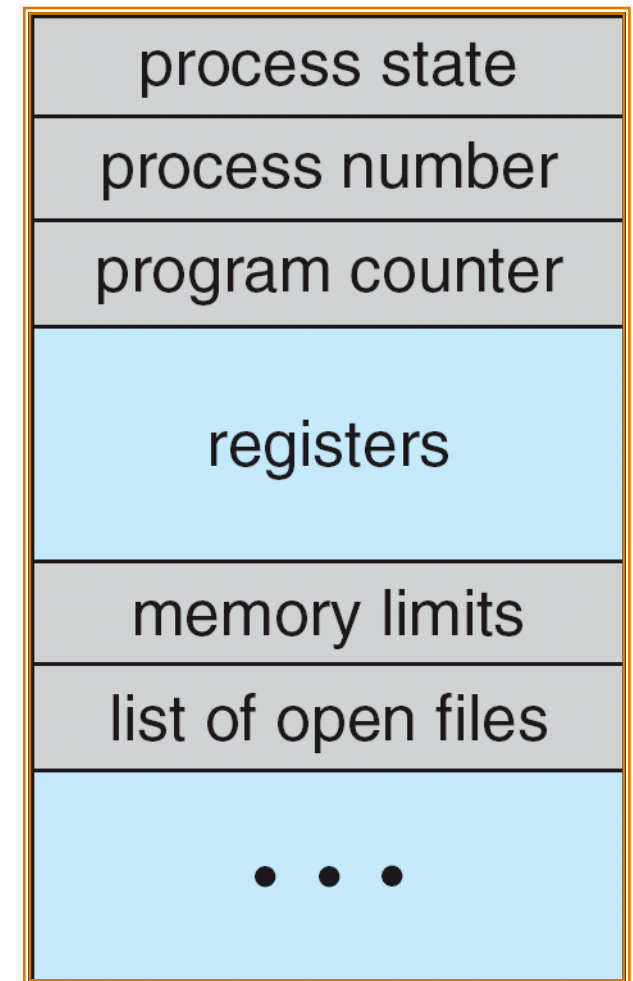 process state
process number
program counter
registers
memory limits
list of open files
• • •